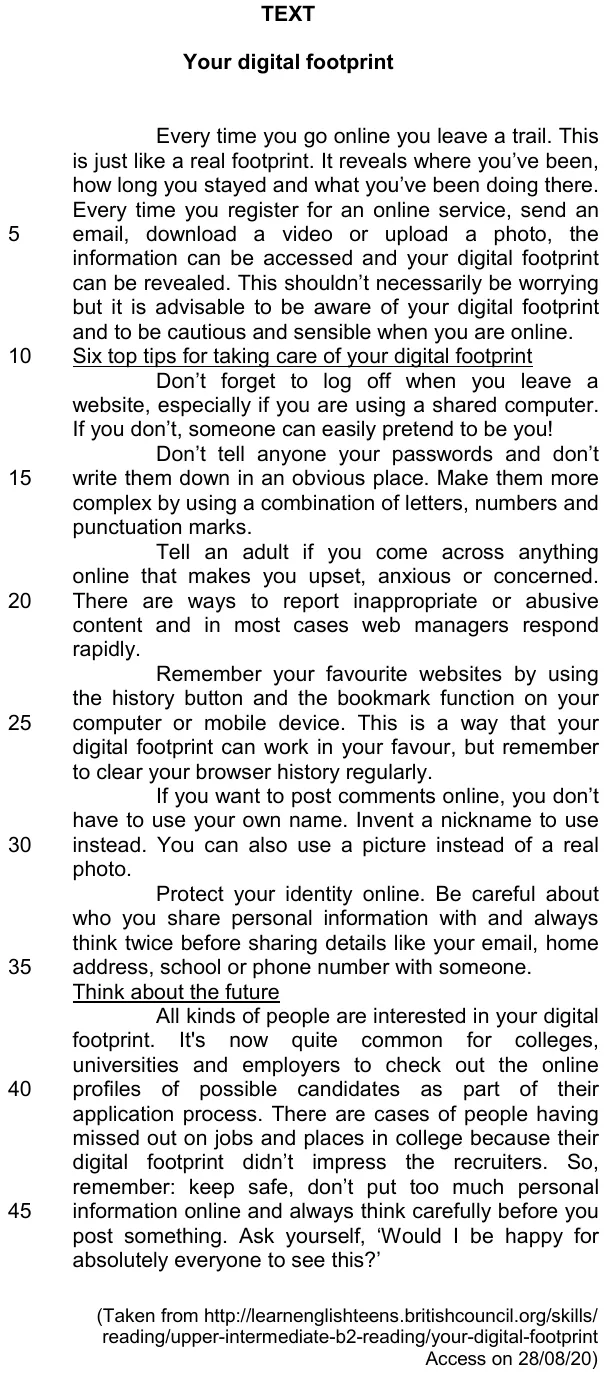 TEXT
Your digital footprint
Every time you go online you leave a trail. This
is just like a real footprint. It reveals where you've been,
how long you stayed and what you've been doing there.
Every time you register for an online service, send an
5 email, download a video or upload a photo, the
information can be accessed and your digital footprint
can be revealed. This shouldn't necessarily be worrying
but it is advisable to be aware of your digital footprint
and to be cautious and sensible when you are online.
10 Six top tips for taking care of your digital footprint
Don't forget to log off when you leave a
website, especially if you are using a shared computer.
If you don't, someone can easily pretend to be you!
Don't tell anyone your passwords and don't
15 write them down in an obvious place. Make them more
complex by using a combination of letters, numbers and
punctuation marks.
Tell an adult if you come across anything
online that makes you upset, anxious or concerned.
20 There are ways to report inappropriate or abusive
content and in most cases web managers respond
rapidly.
Remember your favourite websites by using
the history button and the bookmark function on your
25 computer or mobile device. This is a way that your
digital footprint can work in your favour, but remember
to clear your browser history regularly.
If you want to post comments online, you don't
have to use your own name. Invent a nickname to use
30 instead. You can also use a picture instead of a real
photo.
Protect your identity online. Be careful about
who you share personal information with and always
think twice before sharing details like your email, home
35 address, school or phone number with someone.
Think about the future
All kinds of people are interested in your digital
footprint. It's now quite common for colleges,
universities and employers to check out the online
40 profiles of possible candidates as part of their
application process. There are cases of people having
missed out on jobs and places in college because their
digital footprint didn't impress the recruiters. So,
remember: keep safe, don't put too much personal
45 information online and always think carefully before you
post something. Ask yourself, 'Would I be happy for
absolutely everyone to see this?'
(Taken from http://learnenglishteens.britishcouncil.org/skills/
reading/upper-intermediate-b2-reading/your-digital-footprint
Access on 28/08/20)